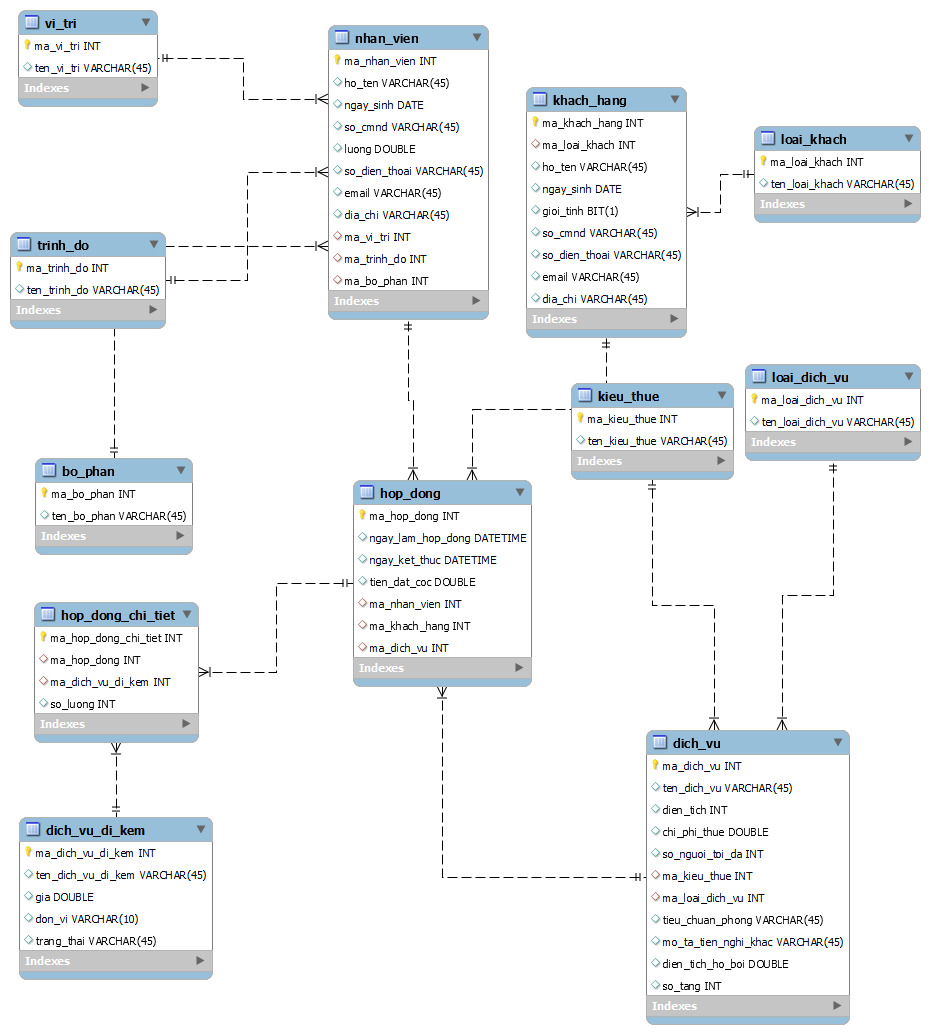 vi_tri
ma_vi_tri INT
ten_vi_tri VARCHAR(45)
Indexes
nhan_vien
ma_nhan_vien INT
ho_ten VARCHAR(45)
ngay_sinh DATE
so_cmnd VARCHAR(45)
luong DOUBLE
so_dien_thoai VARCHAR(45)
email VARCHAR(45)
dia_chi VARCHAR(45)
ma_vi_tri INT
ma_trinh_do INT
ma_bo_phan INT
Indexes
khach_hang
ma_khach_hang INT
ma_loai_khach INT
ho_ten VARCHAR(45)
ngay_sinh DATE
gioi_tinh BIT(1)
so_cmnd VARCHAR(45)
so_dien_thoai VARCHAR(45)
email VARCHAR(45)
dia_chi VARCHAR(45)
Indexes
loai_khach
ma_loai_khach INT
ten_loai_khach VARCHAR(45)
Indexes
trinh_do
ma_trinh_do INT
ten_trinh_do VARCHAR(45)
Indexes
kieu_thue
ma_kieu_thue INT
ten_kieu_thue VARCHAR(45)
Indexes
loai_dich_vu
ma_loai_dich_vu INT
ten_loai_dich_vu VARCHAR(45)
Indexes
bo_phan
ma_bo_phan INT
ten_bo_phan VARCHAR(45)
Indexes
hop_dong
ma_hop_dong INT
ngay_lam_hop_dong DATETIME
ngay_ket_thuc DATETIME
tien_dat_coc DOUBLE
ma_nhan_vien INT
ma_khach_hang INT
ma_dich_vu INT
Indexes
hop_dong_chi_tiet
ma_hop_dong_chi_tiet INT
ma_hop_dong INT
ma_dich_vu_di_kem INT
so_luong INT
Indexes
dich_vu_di_kem
ma_dich_vu_di_kem INT
ten_dich_vu_di_kem VARCHAR(45)
gia DOUBLE
don_vi VARCHAR(10)
trang_thai VARCHAR(45)
Indexes
dich_vu
ma_dich_vu INT
ten_dich_vu VARCHAR(45)
dien_tich INT
chi_phi_thue DOUBLE
so_nguoi_toi_da INT
ma_kieu_thue INT
ma_loai_dich_vu INT
tieu_chuan_phong VARCHAR(45)
mo_ta_tien_nghi_khac VARCHAR(45)
dien_tich_ho_boi DOUBLE
so_tang INT
Indexes